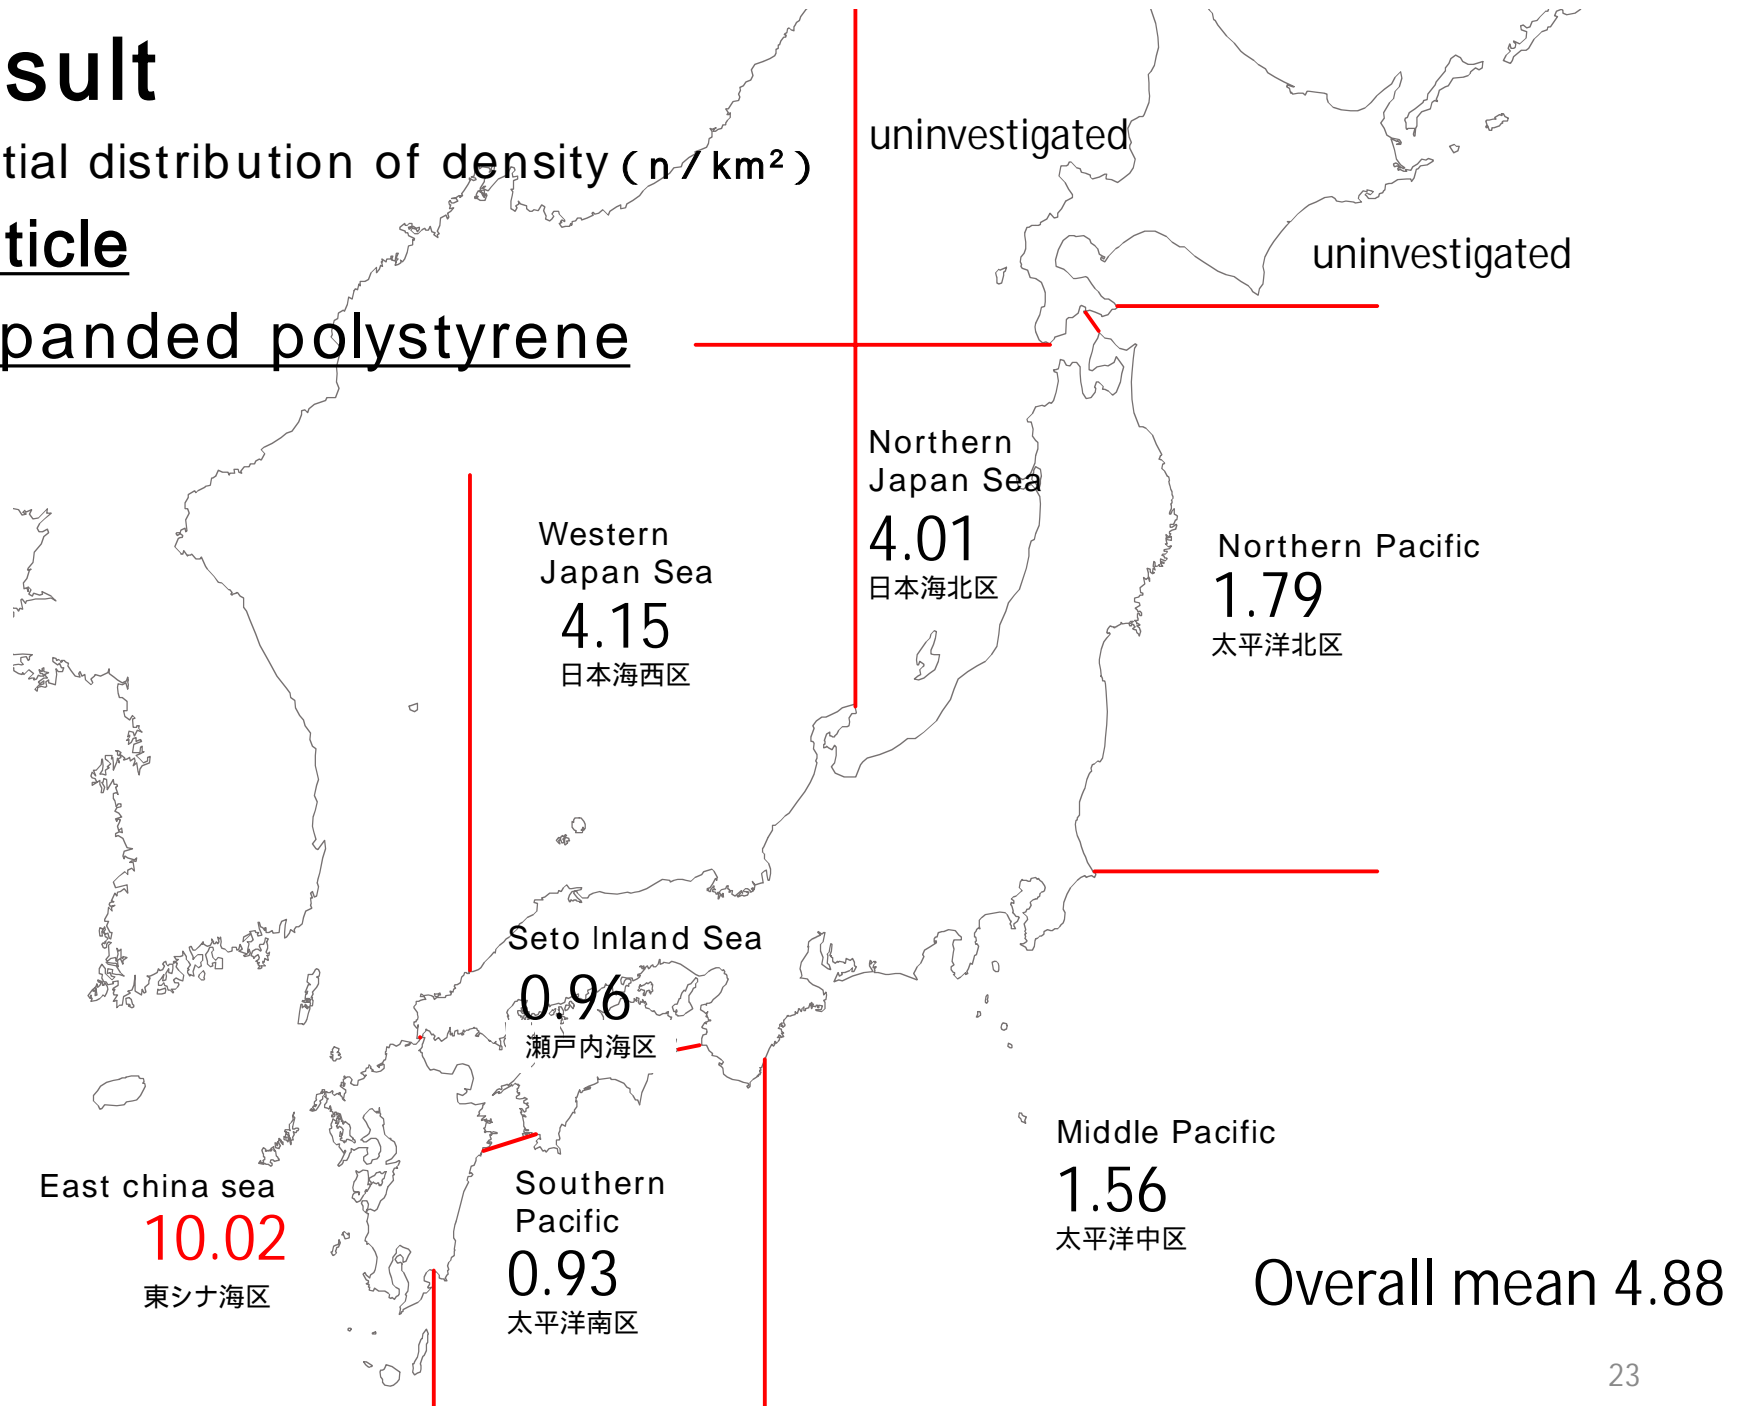 sult
tial distribution of density(n/km²)
ticle
panded polystyrene
uninvestigated
uninvestigated
Northern
Japan Sea
4.01
日本海北区
Western
Japan Sea
4.15
日本海西区
Northern Pacific
1.79
太平洋北区
Seto Inland Sea
0.96
瀬戸内海区
East china sea
10.02
東シナ海区
Southern
Pacific
0.93
太平洋南区
Middle Pacific
1.56
太平洋中区
Overall mean 4.88
23